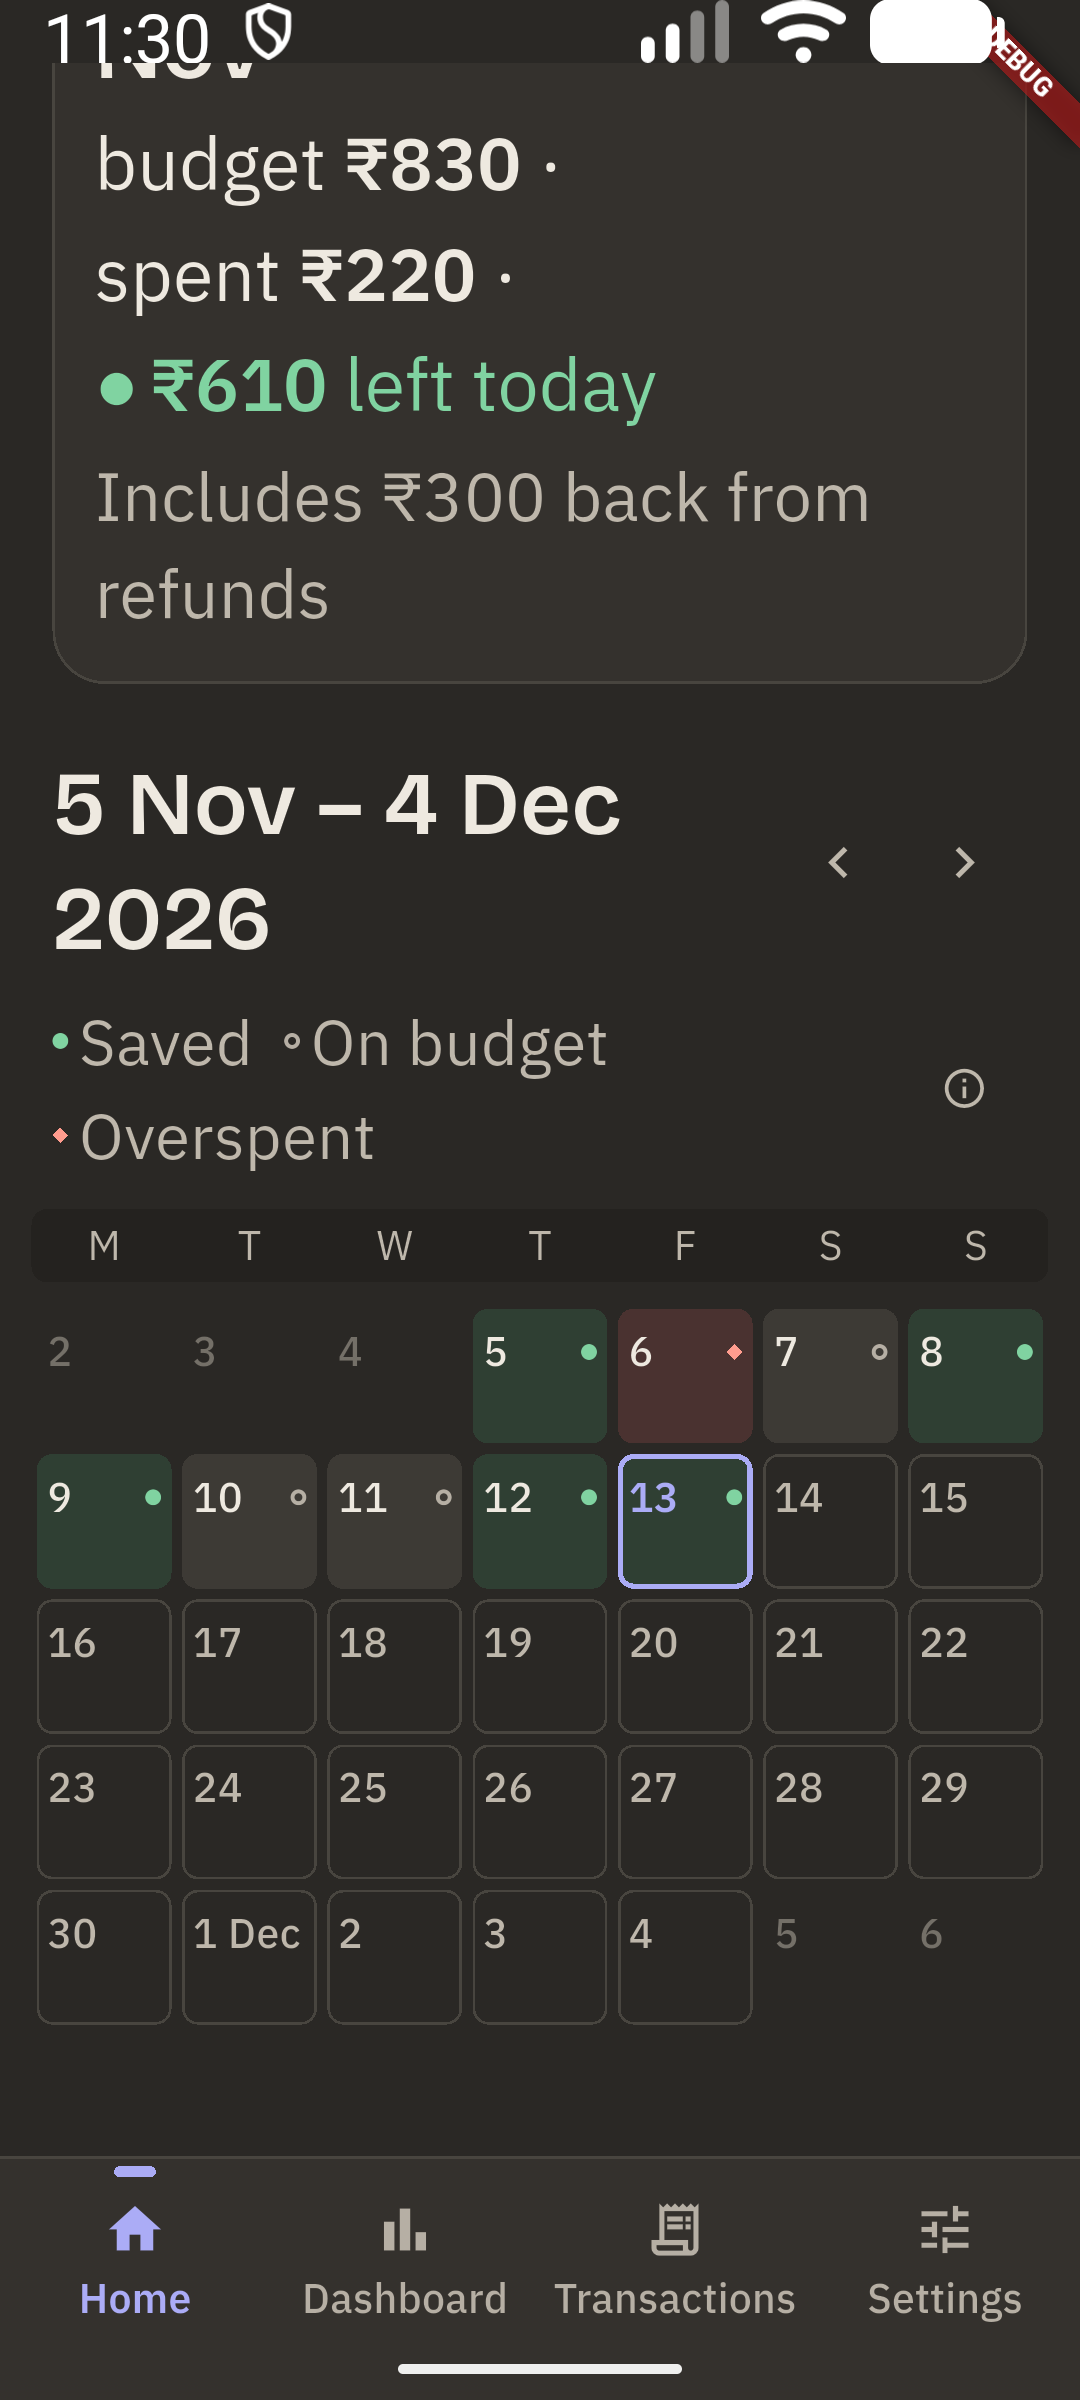 11:30
DEBUG
Nov
budget ₹830 ·
spent ₹220 ·
₹610 left today
Includes ₹300 back from
refunds
5 Nov – 4 Dec
2026
Saved On budget
Overspent
M T W T F S S
2 3 4 5 6 7 8
9 10 11 12 13 14 15
16 17 18 19 20 21 22
23 24 25 26 27 28 29
30 1 Dec 2 3 4 5 6
Home Dashboard Transactions Settings